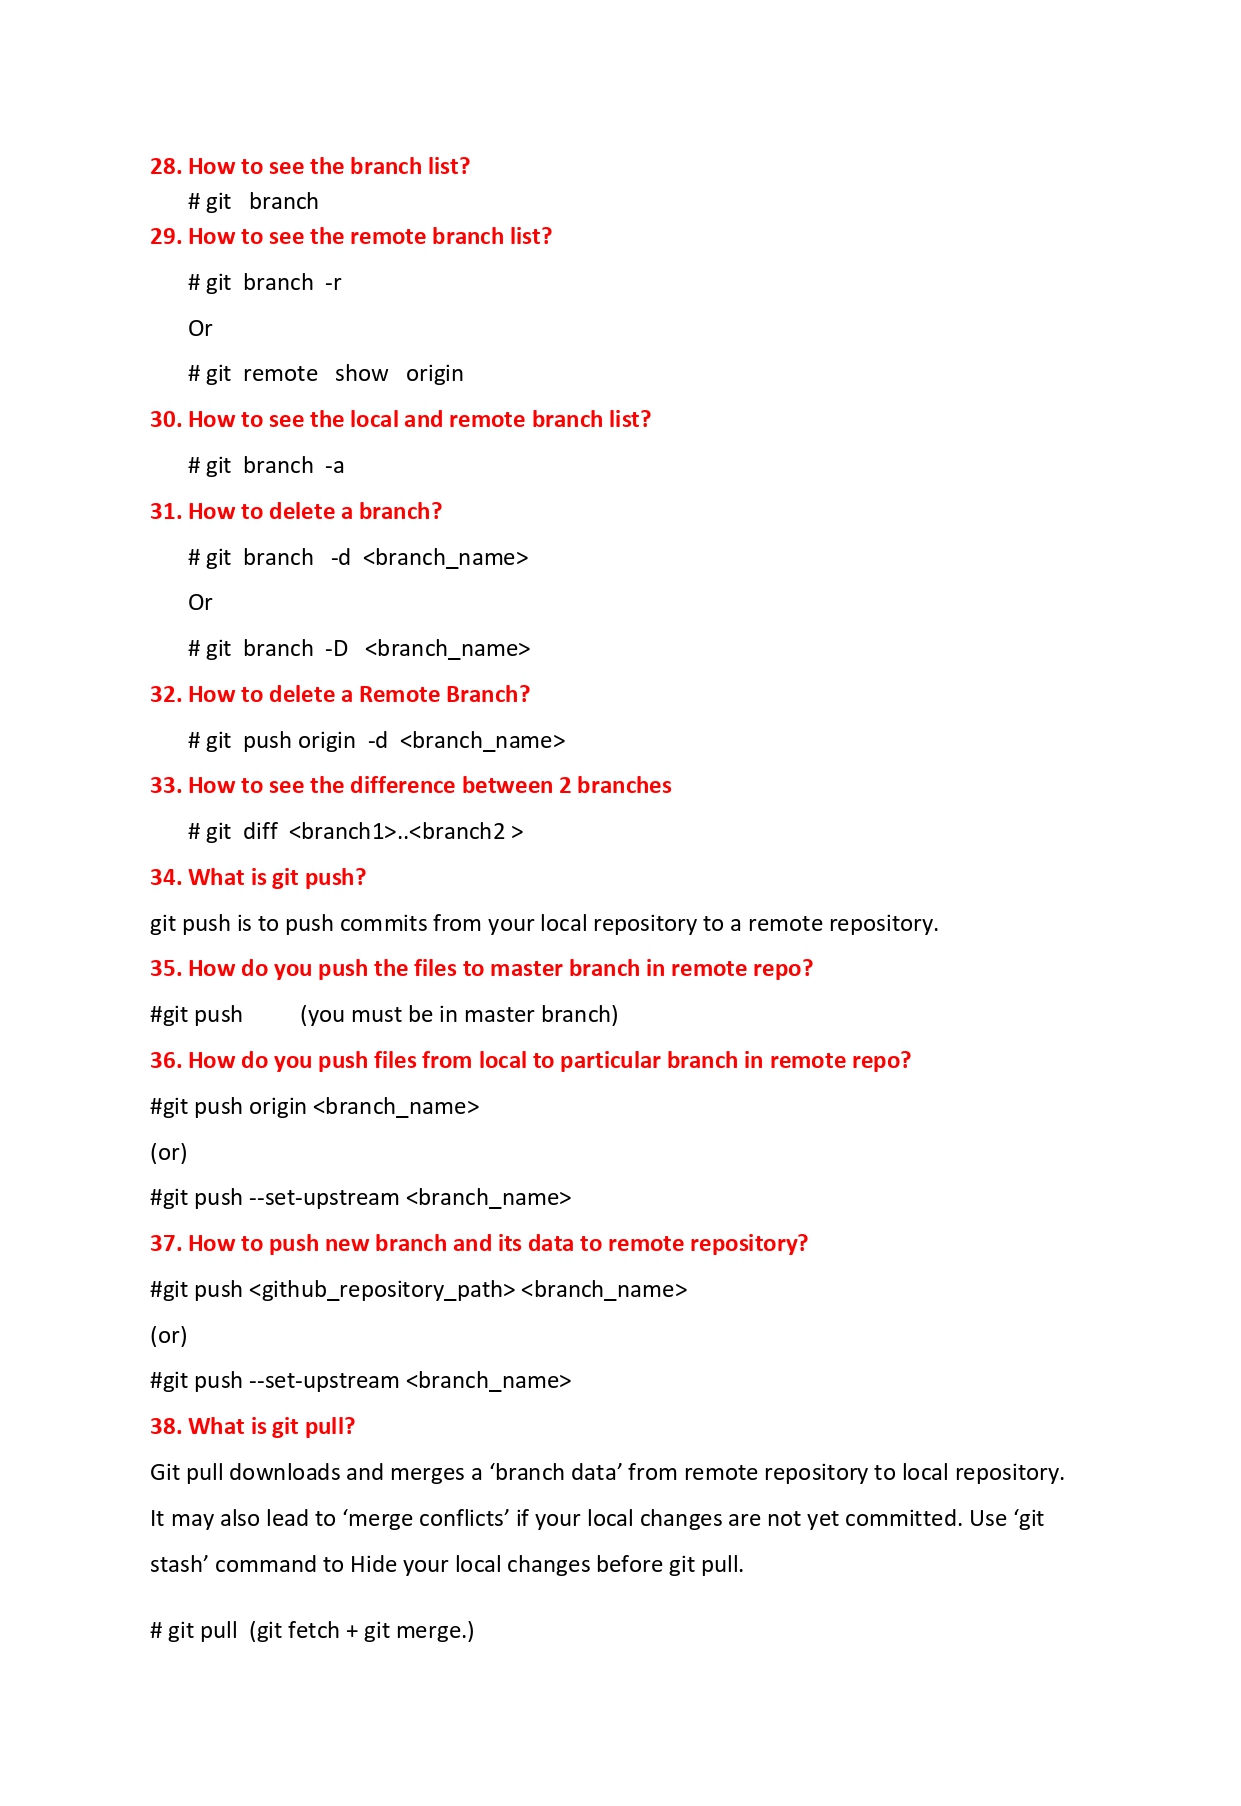 28. How to see the branch list?
# git   branch
29. How to see the remote branch list?
# git  branch  -r
Or
# git  remote   show   origin
30. How to see the local and remote branch list?
# git  branch  -a
31. How to delete a branch?
# git  branch   -d  <branch_name>
Or
# git  branch  -D   <branch_name>
32. How to delete a Remote Branch?
# git  push origin  -d  <branch_name>
33. How to see the difference between 2 branches
# git  diff  <branch1>..<branch2 >
34. What is git push?
git push is to push commits from your local repository to a remote repository.
35. How do you push the files to master branch in remote repo?
#git push          (you must be in master branch)
36. How do you push files from local to particular branch in remote repo?
#git push origin <branch_name>
(or)
#git push --set-upstream <branch_name>
37. How to push new branch and its data to remote repository?
#git push <github_repository_path> <branch_name>
(or)
#git push --set-upstream <branch_name>
38. What is git pull?
Git pull downloads and merges a ‘branch data’ from remote repository to local repository.
It may also lead to ‘merge conflicts’ if your local changes are not yet committed. Use ‘git
stash’ command to Hide your local changes before git pull.
# git pull  (git fetch + git merge.)